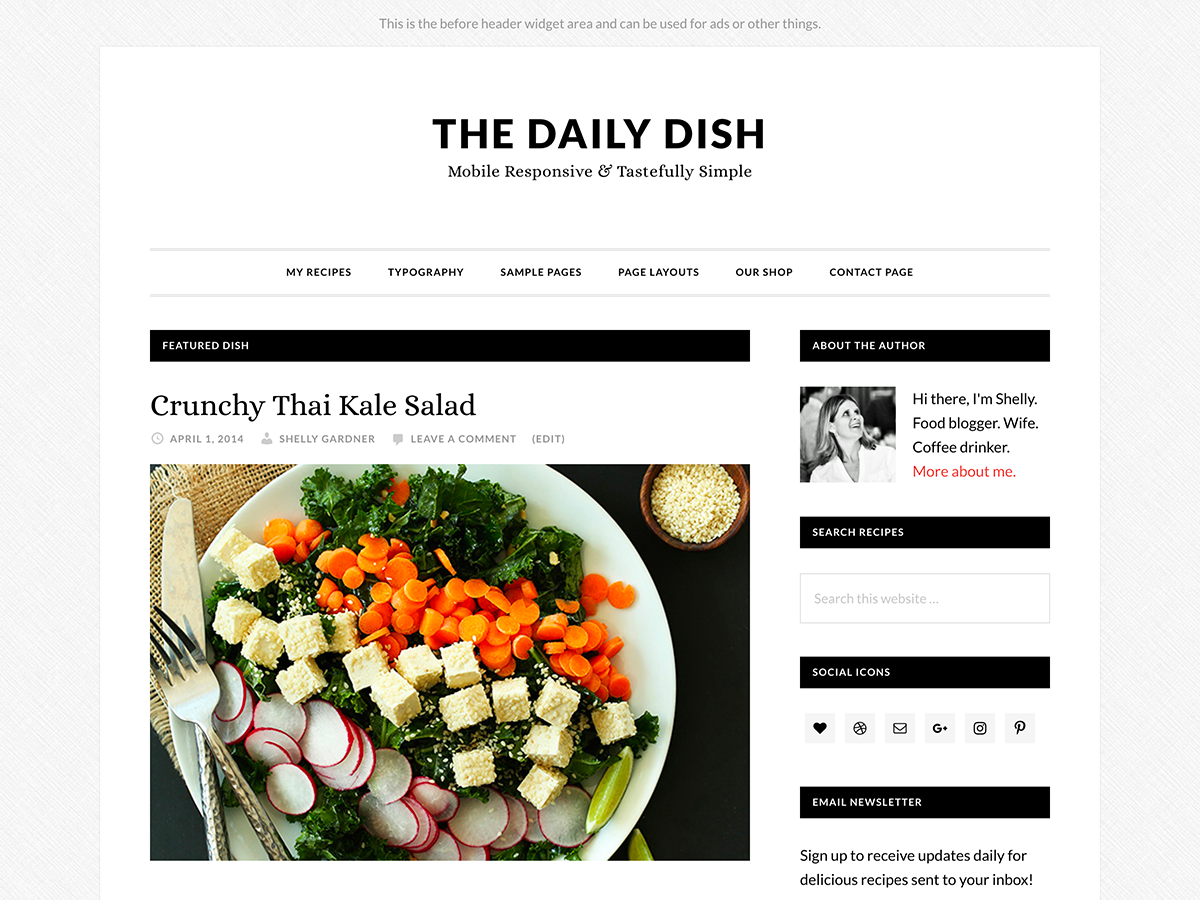 This is the before header widget area and can be used for ads or other things.
THE DAILY DISH
Mobile Responsive & Tastefully Simple
MY RECIPES TYPOGRAPHY SAMPLE PAGES PAGE LAYOUTS OUR SHOP CONTACT PAGE
FEATURED DISH
Crunchy Thai Kale Salad
APRIL 1, 2014 SHELLY GARDNER LEAVE A COMMENT (EDIT)
ABOUT THE AUTHOR
Hi there, I'm Shelly.
Food blogger. Wife.
Coffee drinker.
More about me.
SEARCH RECIPES
Search this website ...
SOCIAL ICONS
G+
EMAIL NEWSLETTER
Sign up to receive updates daily for
delicious recipes sent to your inbox!